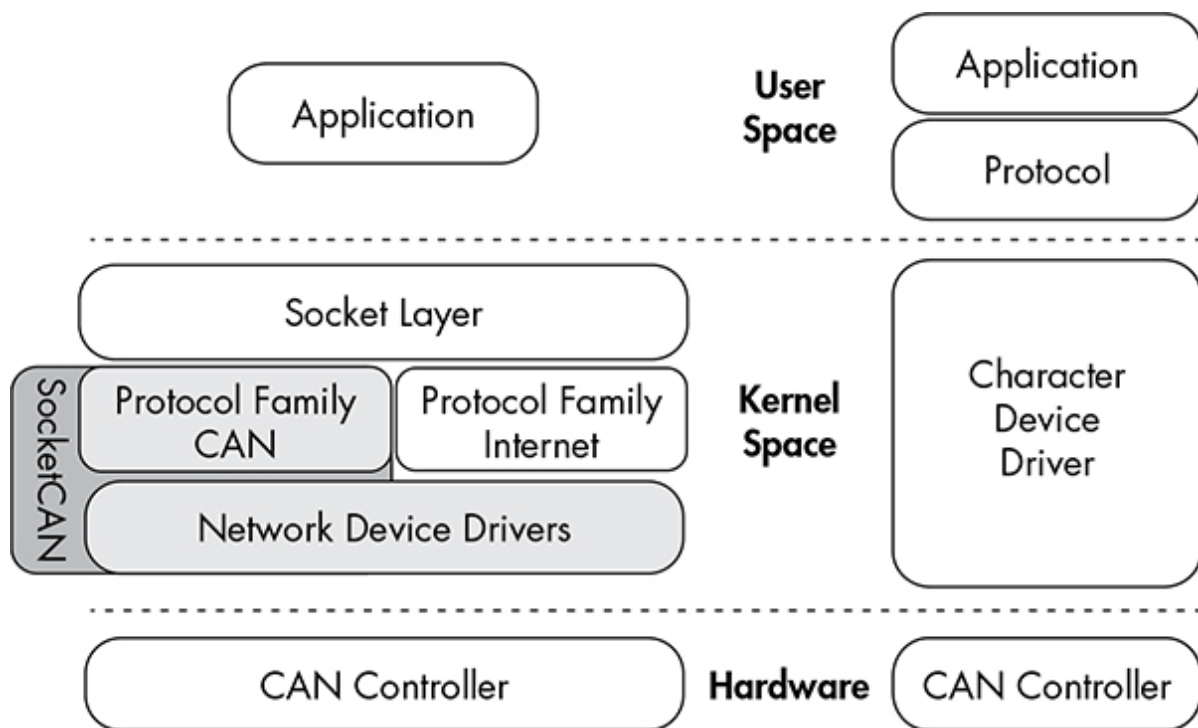 Application
User
Space
Application
Protocol
Socket Layer
SocketCAN
Protocol Family
CAN
Protocol Family
Internet
Network Device Drivers
Kernel
Space
Character
Device
Driver
CAN Controller
Hardware
CAN Controller